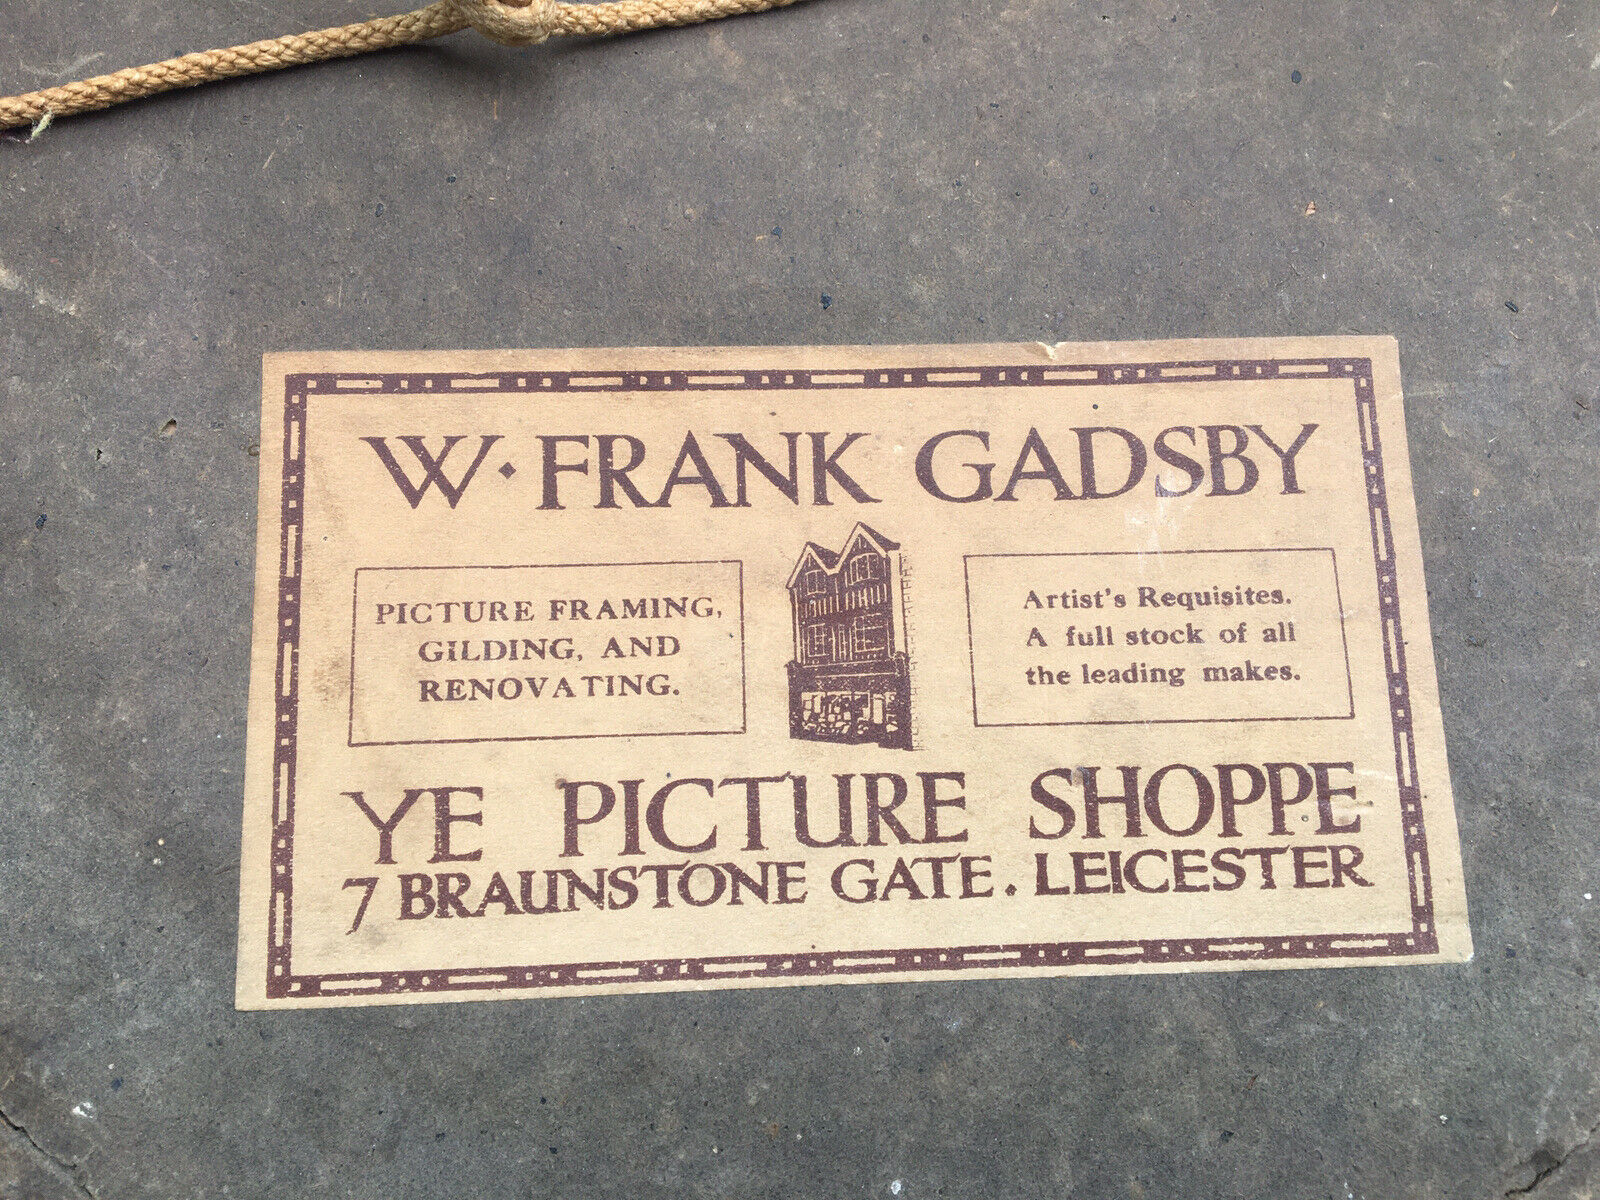 W. FRANK GADSBY
PICTURE FRAMING,
GILDING, AND
RENOVATING.
Artist's Requisites.
A full stock of all
the leading makes.
YE PICTURE SHOPPE
7 BRAUNSTONE GATE. LEICESTER